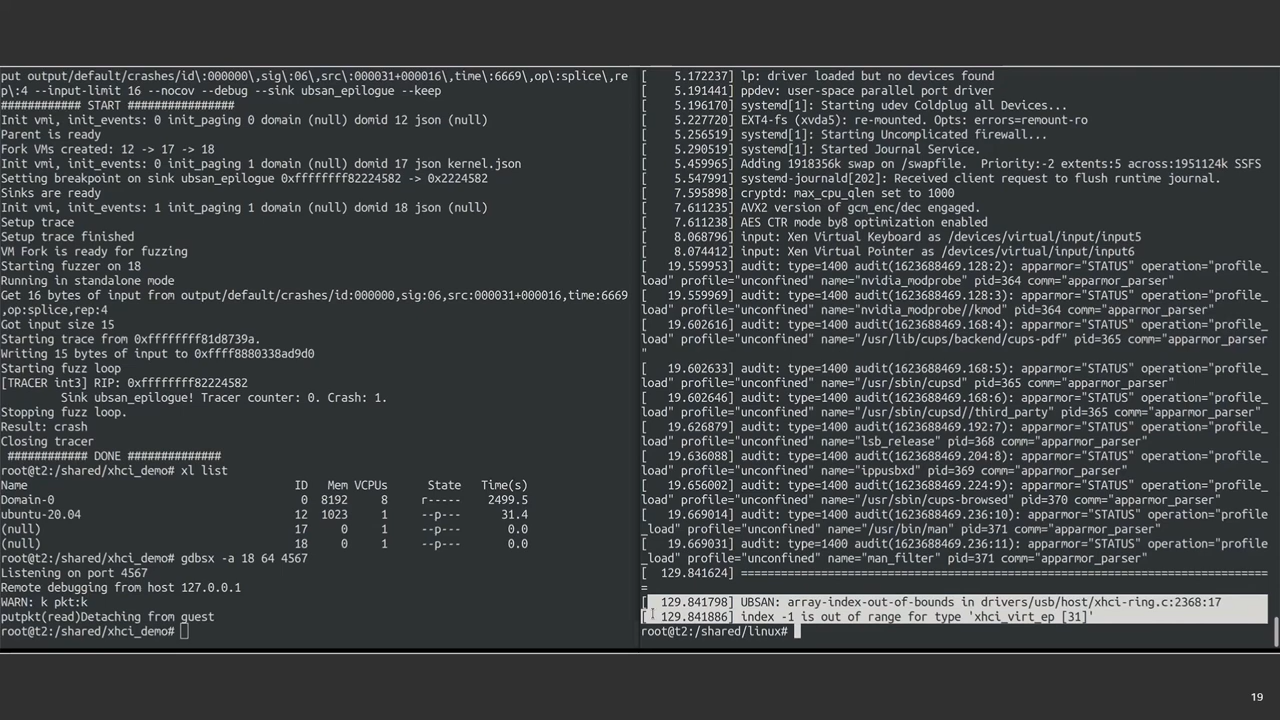 put output/default/crashes/id\:000000\,sig\:06\,src\:000031+000016\,time\:6669\,op\:splice\,re
p\:4 --input-limit 16 --nocov --debug --sink ubsan_epilogue --keep
############ START ################
Init vmi, init_events: 0 init_paging 0 domain (null) domid 12 json (null)
Parent is ready
Fork VMs created: 12 -> 17 -> 18
Init vmi, init_events: 0 init_paging 1 domain (null) domid 17 json kernel.json
Setting breakpoint on sink ubsan_epilogue 0xffffffff82224582 -> 0x2224582
Sinks are ready
Init vmi, init_events: 1 init_paging 1 domain (null) domid 18 json (null)
Setup trace
Setup trace finished
VM Fork is ready for fuzzing
Starting fuzzer on 18
Running in standalone mode
Get 16 bytes of input from output/default/crashes/id:000000,sig:06,src:000031+000016,time:6669
,op:splice,rep:4
Got input size 15
Starting trace from 0xffffffff81d8739a.
Writing 15 bytes of input to 0xffff8880338ad9d0
Starting fuzz loop
[TRACER int3] RIP: 0xffffffff82224582
Sink ubsan_epilogue! Tracer counter: 0. Crash: 1.
Stopping fuzz loop.
Result: crash
Closing tracer
############ DONE ##############
root@t2:/shared/xhci_demo# xl list
Name ID Mem VCPUs State Time(s)
Domain-0 0 8192 8 r----- 2499.5
ubuntu-20.04 12 1023 1 --p--- 31.4
(null) 17 0 1 --p--- 0.0
(null) 18 0 1 --p--- 0.0
root@t2:/shared/xhci_demo# gdbsx -a 18 64 4567
Listening on port 4567
Remote debugging from host 127.0.0.1
WARN: k pkt:k
putpkt(read)Detaching from guest
root@t2:/shared/xhci_demo#
[ 5.172237] lp: driver loaded but no devices found
[ 5.191441] ppdev: user-space parallel port driver
[ 5.196170] systemd[1]: Starting udev Coldplug all Devices...
[ 5.227720] EXT4-fs (xvda5): re-mounted. Opts: errors=remount-ro
[ 5.256519] systemd[1]: Starting Uncomplicated firewall...
[ 5.290519] systemd[1]: Started Journal Service.
[ 5.459965] Adding 1918356k swap on /swapfile. Priority:-2 extents:5 across:1951124k SSFS
[ 5.547991] systemd-journald[202]: Received client request to flush runtime journal.
[ 7.595898] cryptd: max_cpu_qlen set to 1000
[ 7.611235] AVX2 version of gcm_enc/dec engaged.
[ 7.611238] AES CTR mode by8 optimization enabled
[ 8.068796] input: Xen Virtual Keyboard as /devices/virtual/input/input5
[ 8.074412] input: Xen Virtual Pointer as /devices/virtual/input/input6
[ 19.559953] audit: type=1400 audit(1623688469.128:2): apparmor="STATUS" operation="profile_
load" profile="unconfined" name="nvidia_modprobe" pid=364 comm="apparmor_parser"
[ 19.559969] audit: type=1400 audit(1623688469.128:3): apparmor="STATUS" operation="profile_
load" profile="unconfined" name="nvidia_modprobe//kmod" pid=364 comm="apparmor_parser"
[ 19.602616] audit: type=1400 audit(1623688469.168:4): apparmor="STATUS" operation="profile_
load" profile="unconfined" name="/usr/lib/cups/backend/cups-pdf" pid=365 comm="apparmor_parser
"
[ 19.602633] audit: type=1400 audit(1623688469.168:5): apparmor="STATUS" operation="profile_
load" profile="unconfined" name="/usr/sbin/cupsd" pid=365 comm="apparmor_parser"
[ 19.602646] audit: type=1400 audit(1623688469.168:6): apparmor="STATUS" operation="profile_
load" profile="unconfined" name="/usr/sbin/cupsd//third_party" pid=365 comm="apparmor_parser"
[ 19.626879] audit: type=1400 audit(1623688469.192:7): apparmor="STATUS" operation="profile_
load" profile="unconfined" name="lsb_release" pid=368 comm="apparmor_parser"
[ 19.636088] audit: type=1400 audit(1623688469.204:8): apparmor="STATUS" operation="profile_
load" profile="unconfined" name="ippusbxd" pid=369 comm="apparmor_parser"
[ 19.656002] audit: type=1400 audit(1623688469.224:9): apparmor="STATUS" operation="profile_
load" profile="unconfined" name="/usr/sbin/cups-browsed" pid=370 comm="apparmor_parser"
[ 19.669014] audit: type=1400 audit(1623688469.236:10): apparmor="STATUS" operation="profile
_load" profile="unconfined" name="/usr/bin/man" pid=371 comm="apparmor_parser"
[ 19.669031] audit: type=1400 audit(1623688469.236:11): apparmor="STATUS" operation="profile
_load" profile="unconfined" name="man_filter" pid=371 comm="apparmor_parser"
[ 129.841624] ===============================================================================
=
[ 129.841798] UBSAN: array-index-out-of-bounds in drivers/usb/host/xhci-ring.c:2368:17
[ 129.841886] index -1 is out of range for type 'xhci_virt_ep [31]'
root@t2:/shared/linux#
19